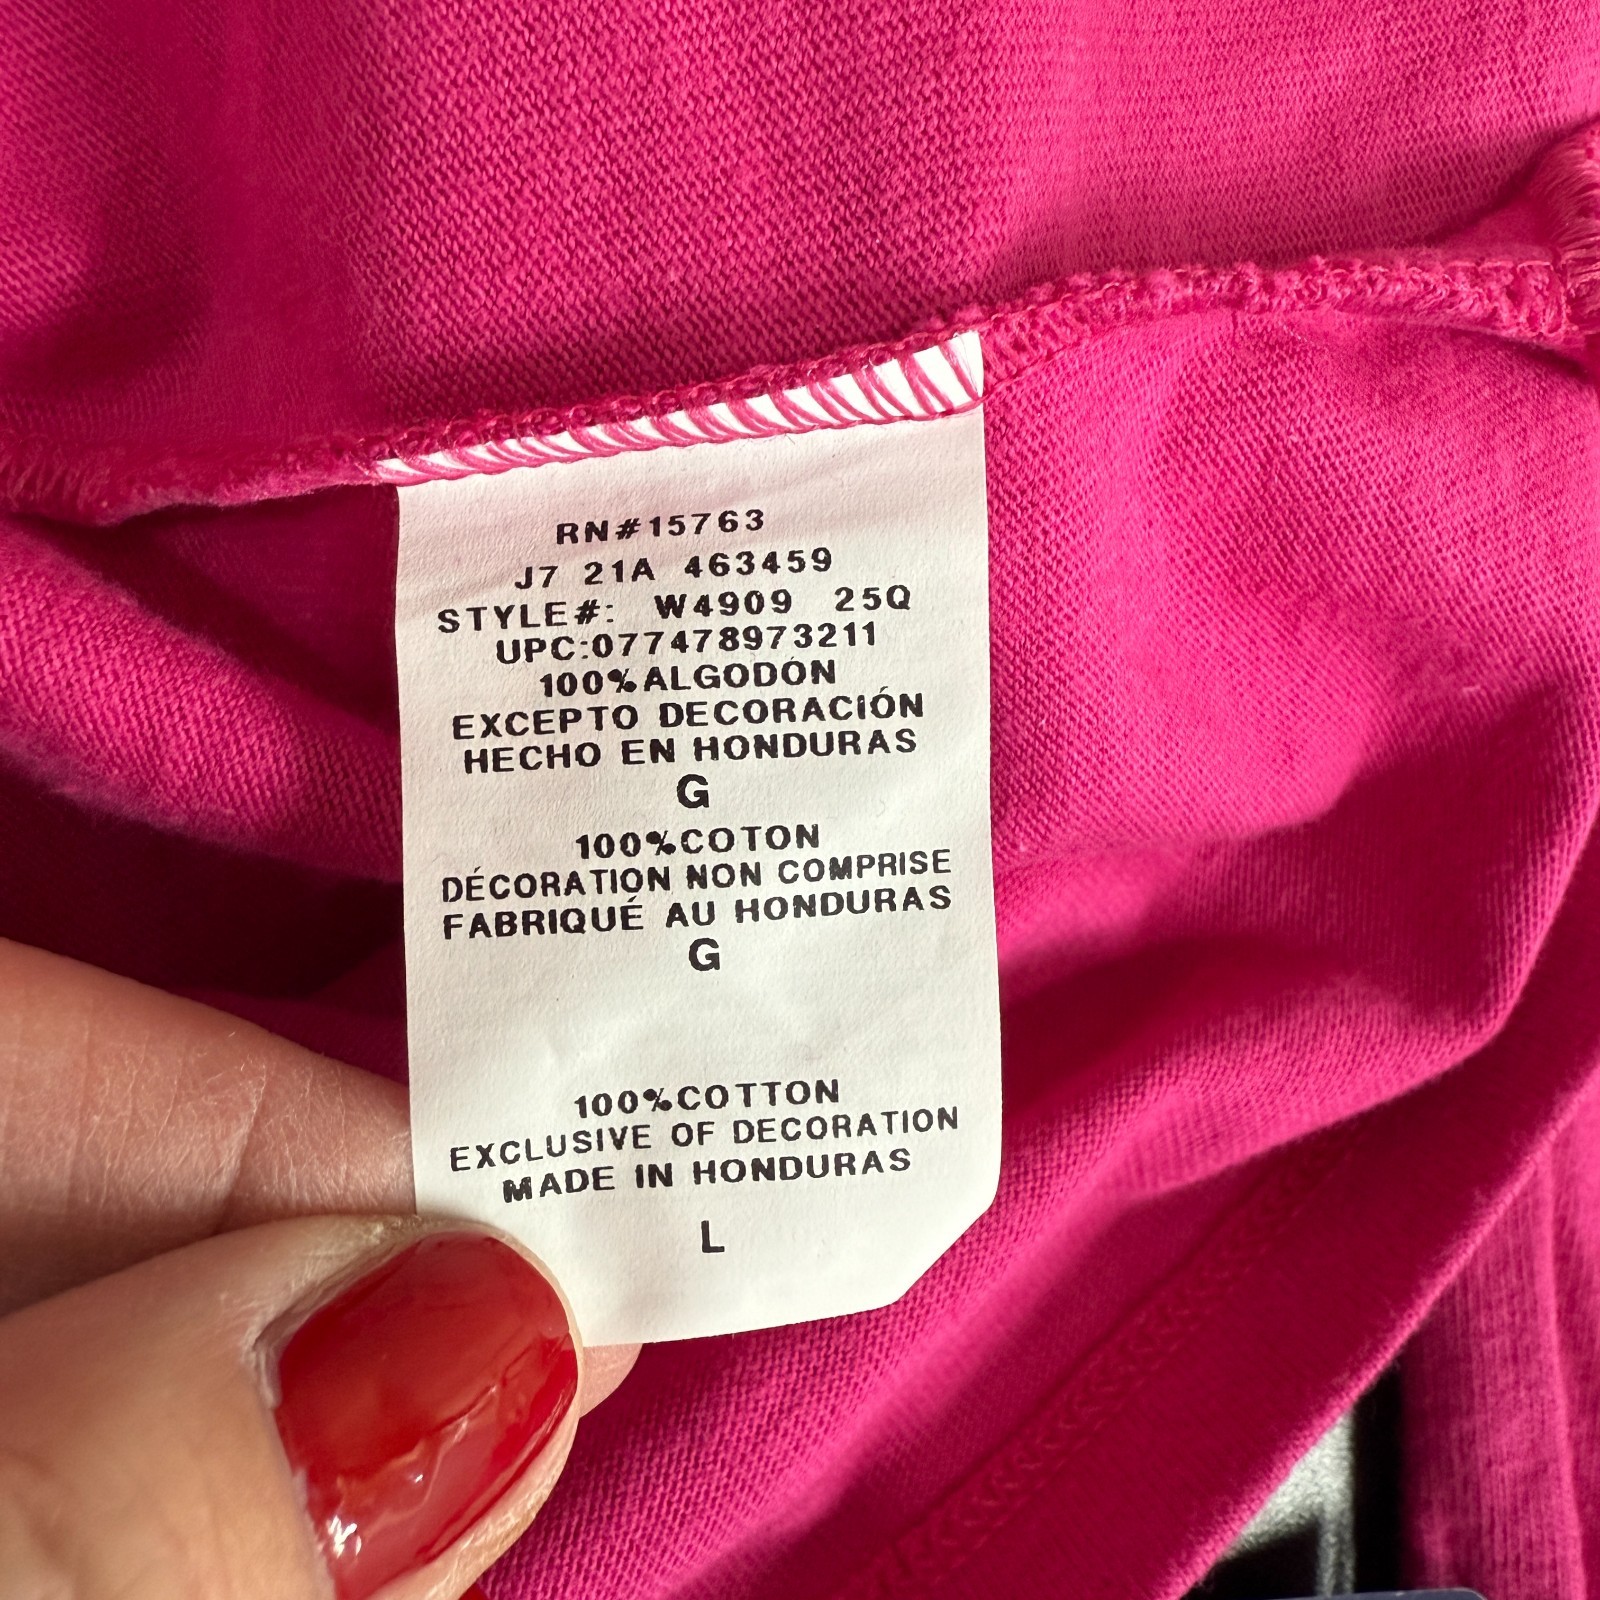 RN#15763
J7 21A 463459
STYLE#: W4909 25Q
UPC:077478973211
100%ALGODÓN
EXCEPTO DECORACIÓN
HECHO EN HONDURAS
G
100%COTON
DÉCORATION NON COMPRISE
FABRIQUÉ AU HONDURAS
G
100%COTTON
EXCLUSIVE OF DECORATION
MADE IN HONDURAS
L